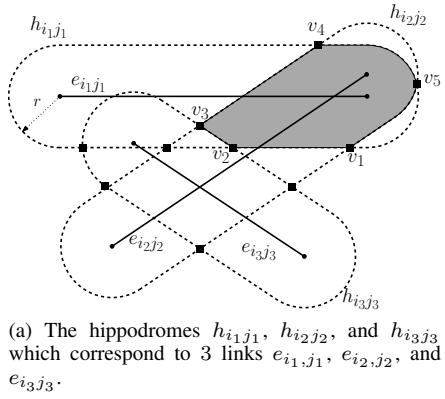 h_{i_1j_1}
h_{i_2j_2}
v_4
e_{i_1j_1}
v_5
r
v_3
v_2
v_1
e_{i_2j_2}
e_{i_3j_3}
h_{i_3j_3}
(a) The hippodromes h_{i_1j_1}, h_{i_2j_2}, and h_{i_3j_3}
which correspond to 3 links e_{i_1,j_1}, e_{i_2,j_2}, and
e_{i_3j_3}.